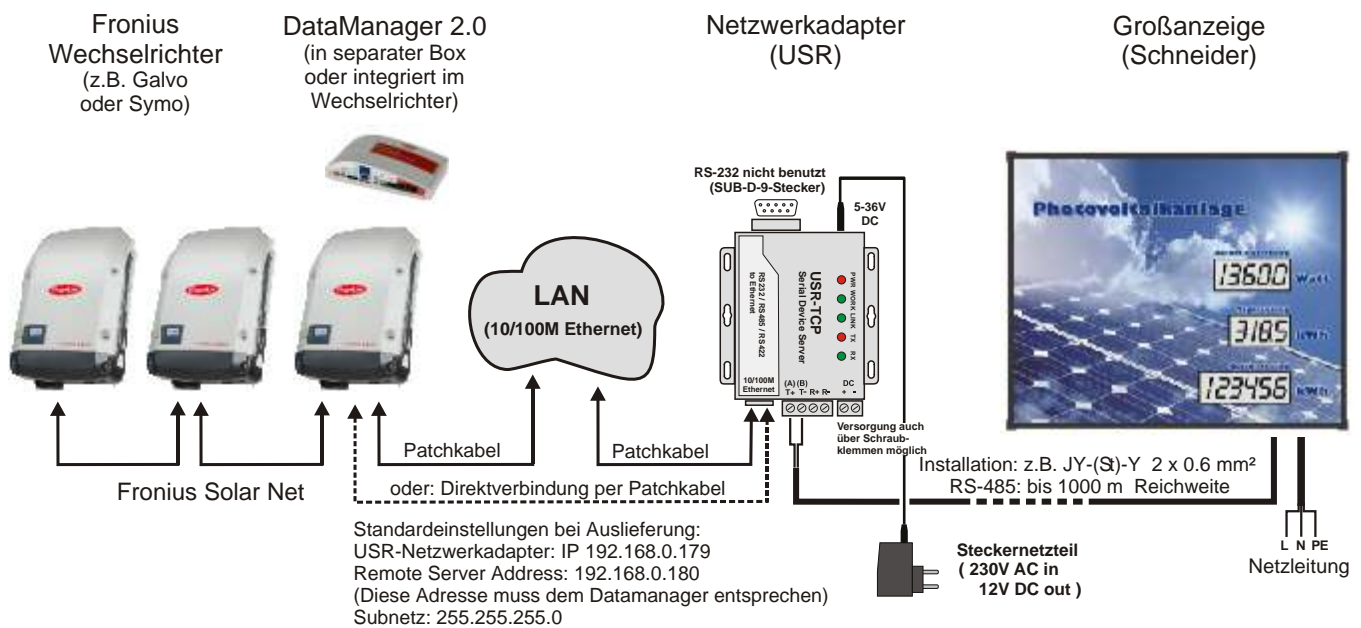 Fronius
Wechselrichter
(z.B. Galvo
oder Symo)
DataManager 2.0
(in separater Box
oder integriert im
Wechselrichter)
Netzwerkadapter
(USR)
Großanzeige
(Schneider)
RS-232 nicht benutzt
(SUB-D-9-Stecker)
5-36V
DC
LAN
(10/100M Ethernet)
RS232 / RS485 / RS422
to Ethernet
USR-TCP
Serial Device Server
PWR WORK LINK TX RX
10/100M
Ethernet
(A) (B)
T+ T- R+ R-
DC
+ -
Photovoltaikanlage
13600 Watt
318.5 kWh
123456 kWh
Versorgung auch
über Schraub-
klemmen möglich
Patchkabel
Patchkabel
Fronius Solar Net
oder: Direktverbindung per Patchkabel
Installation: z.B. JY-(St)-Y 2 x 0.6 mm²
RS-485: bis 1000 m Reichweite
Standardeinstellungen bei Auslieferung:
USR-Netzwerkadapter: IP 192.168.0.179
Remote Server Address: 192.168.0.180
(Diese Adresse muss dem Datamanager entsprechen)
Subnetz: 255.255.255.0
Steckernetzteil
( 230V AC in
12V DC out )
L N PE
Netzleitung